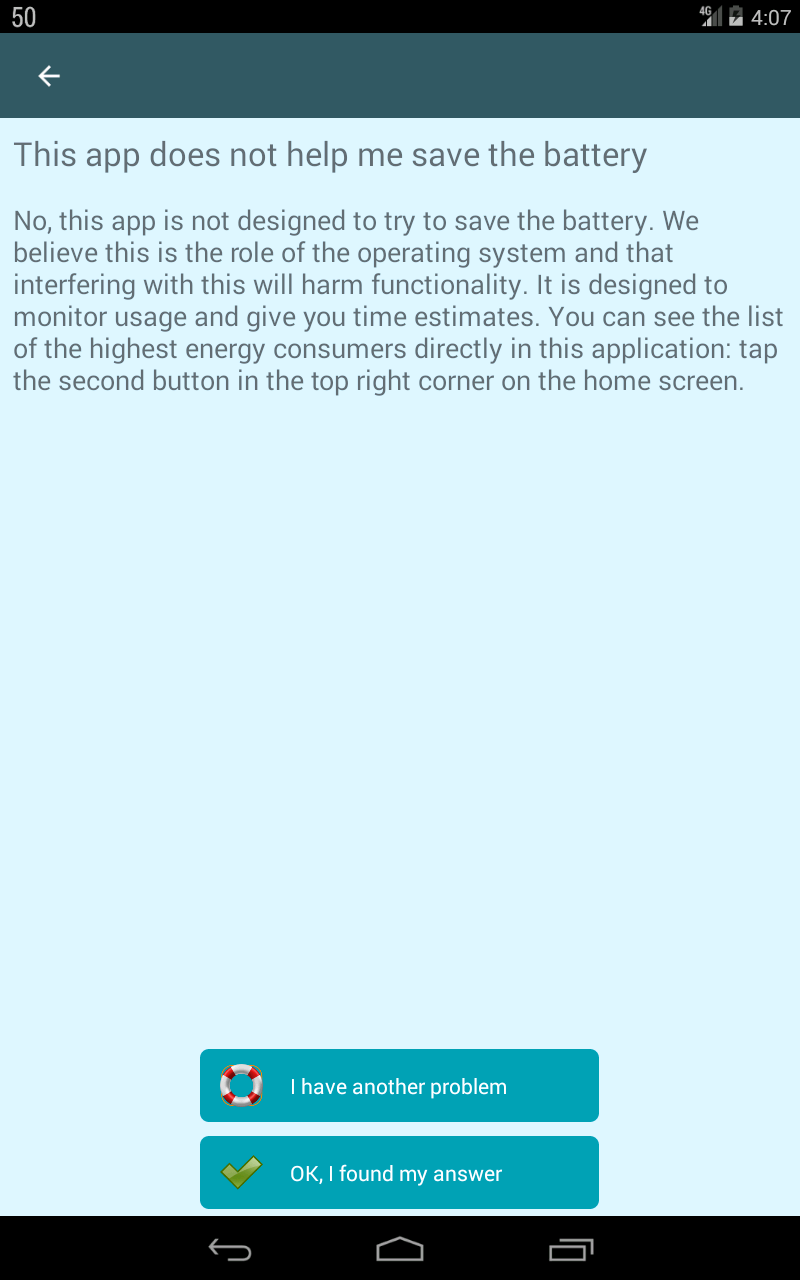 50
4G
4:07
This app does not help me save the battery
No, this app is not designed to try to save the battery. We
believe this is the role of the operating system and that
interfering with this will harm functionality. It is designed to
monitor usage and give you time estimates. You can see the list
of the highest energy consumers directly in this application: tap
the second button in the top right corner on the home screen.
I have another problem
OK, I found my answer